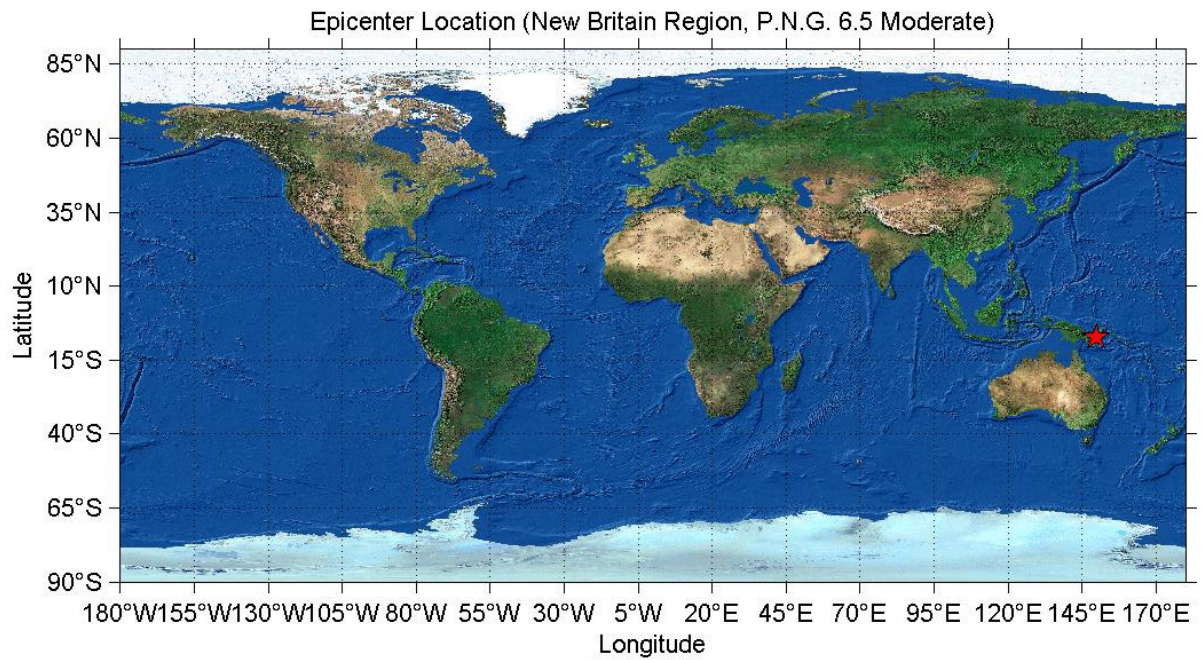 Epicenter Location (New Britain Region, P.N.G. 6.5 Moderate)
85°N
60°N
35°N
10°N
15°S
40°S
65°S
90°S
Latitude
180°W155°W130°W105°W 80°W 55°W 30°W 5°W 20°E 45°E 70°E 95°E 120°E 145°E 170°E
Longitude